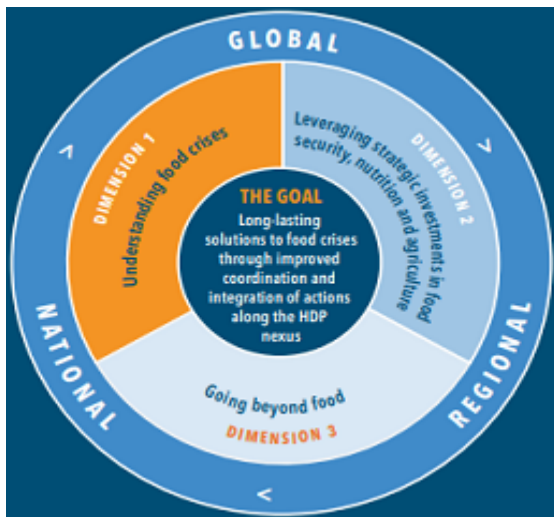 GLOBAL
DIMENSION 1
Understanding food crises
Leveraging strategic investments in food
security, nutrition and agriculture
DIMENSION 2
THE GOAL
Long-lasting
solutions to food crises
through improved
coordination and
integration of actions
along the HDP
nexus
Going beyond food
DIMENSION 3
NATIONAL
REGIONAL